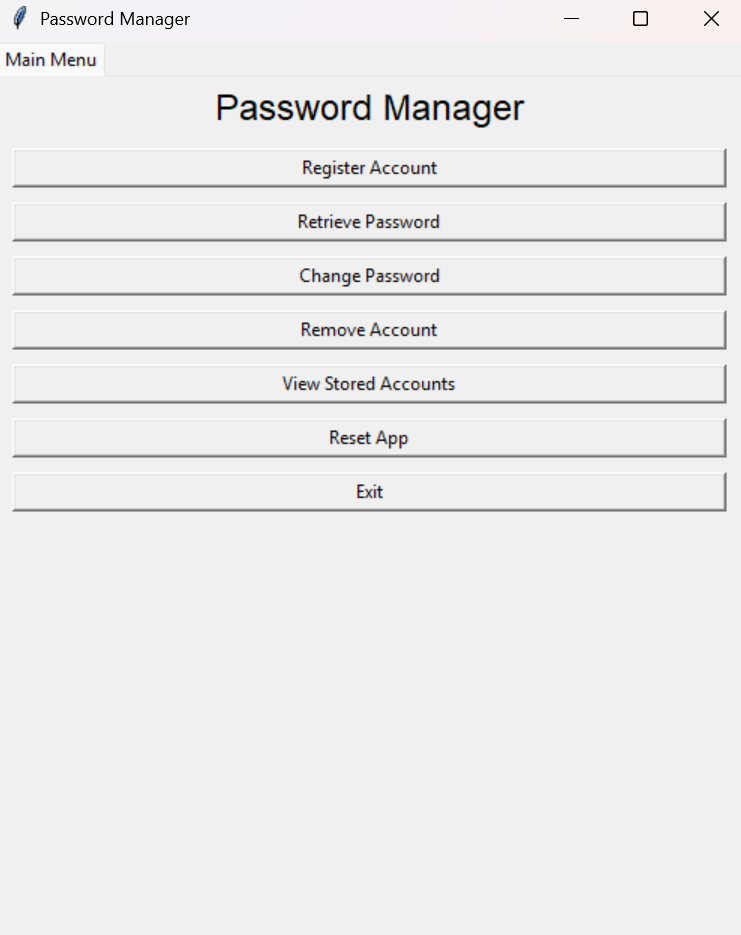 Password Manager
Main Menu
Password Manager
Register Account
Retrieve Password
Change Password
Remove Account
View Stored Accounts
Reset App
Exit